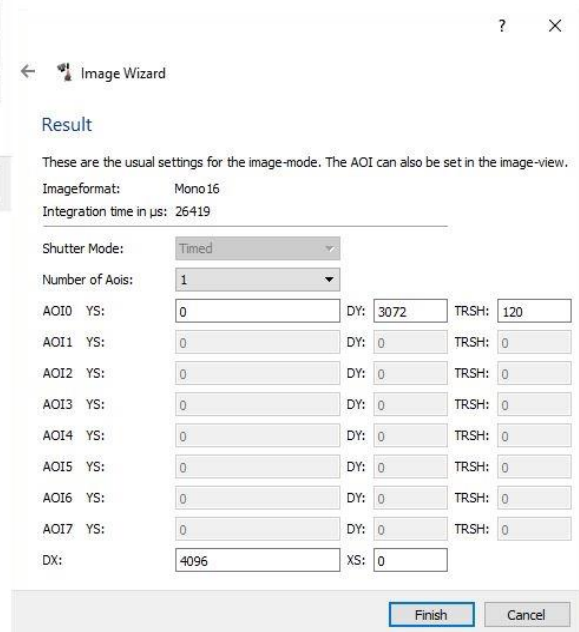 ?
Image Wizard
Result
These are the usual settings for the image-mode. The AOI can also be set in the image-view.
Imageformat: Mono16
Integration time in µs: 26419
Shutter Mode: Timed
Number of Aois: 1
AOI0 YS: 0 DY: 3072 TRSH: 120
AOI1 YS: 0 DY: 0 TRSH: 0
AOI2 YS: 0 DY: 0 TRSH: 0
AOI3 YS: 0 DY: 0 TRSH: 0
AOI4 YS: 0 DY: 0 TRSH: 0
AOI5 YS: 0 DY: 0 TRSH: 0
AOI6 YS: 0 DY: 0 TRSH: 0
AOI7 YS: 0 DY: 0 TRSH: 0
DX: 4096 XS: 0
Finish Cancel